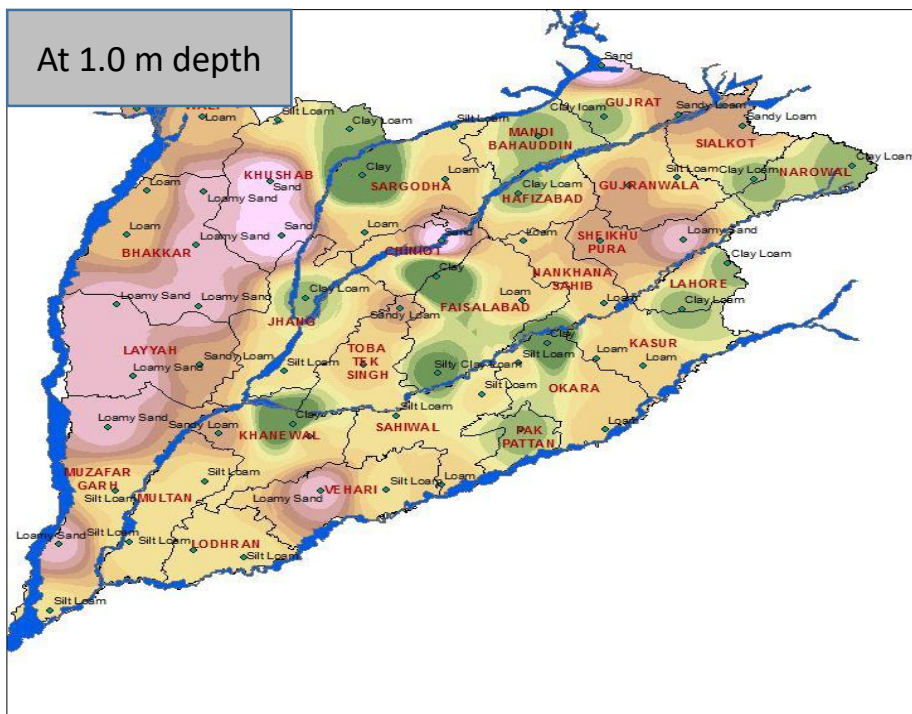 At 1.0 m depth
Sand
Loam
Silt Loam
Clay Loam
Silt Loam
Clay loam
GUJRAT
Sandy Loam
MANDI
BAHAUDDIN
Sandy Loam
SIALKOT
Clay Loam
Clay
KHUSHAB
Sand
SARGODHA
Loam
Loam
Loamy Sand
Clay Loam
HAFIZABAD
Silt Loam
GUJRANWALA
Clay Loam
NAROWAL
Loam
BHAKKAR
Loamy Sand
Sand
Loam
CHINIOT
Sand
Loam
SHEIKHU
PURA
Loamy Sand
Clay
NANKHANA
SAHIB
Clay Loam
LAHORE
Loamy Sand
Loamy Sand
Clay Loam
JHANG
Sandy Loam
FAISALABAD
Loam
Loam
Clay Loam
LAYYAH
Sandy Loam
Loamy Sand
Silt Loam
TOBA
TEK
SINGH
Silty Clay Loam
Clay
Silt Loam
Loam
KASUR
Loam
Silt Loam
OKARA
Loamy Sand
Sandy Loam
Clay
KHANEWAL
Silt Loam
SAHIWAL
PAK
PATTAN
Loam
MUZAFAR
GARH
Silt Loam
MULTAN
Silt Loam
Loamy Sand
VEHARI
Silt Loam
Loam
Loamy Sand
Silt Loam
LODHRAN
Silt Loam
Silt Loam